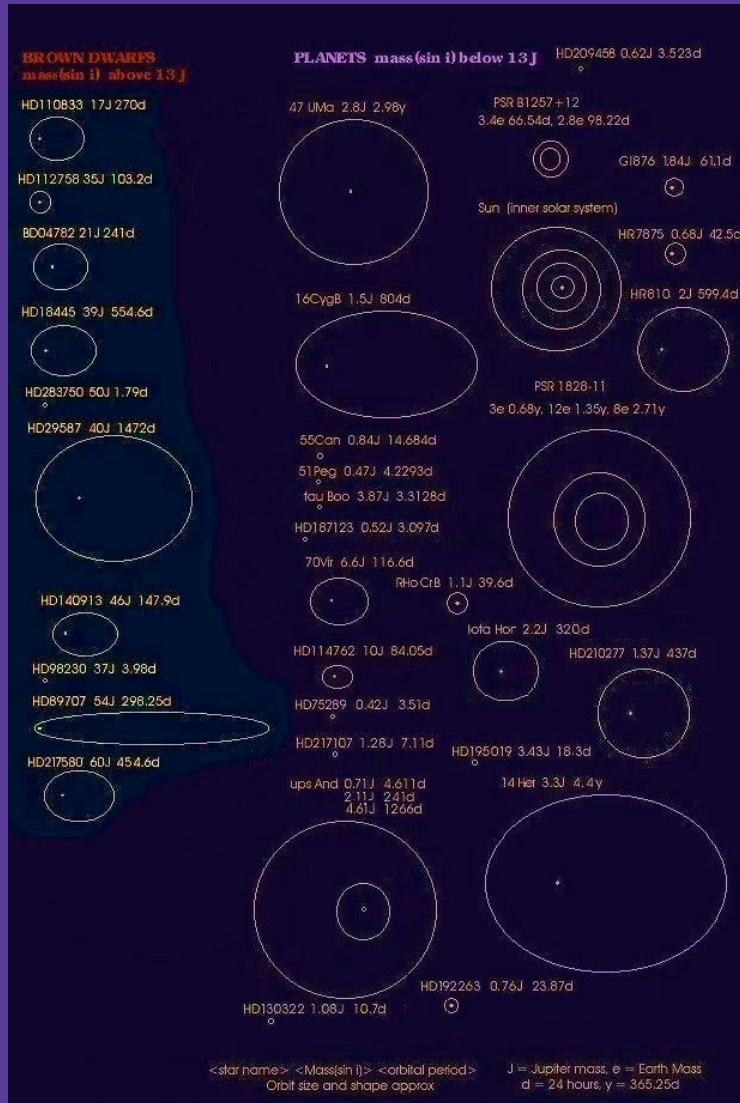 BROWN DWARFS
mass(sin i) above 13 J
HD110833 17J 270d
HD112758 35J 103.2d
BD04782 21J 241d
HD18445 39J 554.6d
HD283750 50J 1.79d
HD29587 40J 1472d
HD140913 46J 147.9d
HD98230 37J 3.98d
HD89707 54J 298.25d
HD217580 60J 454.6d
PLANETS mass(sin i) below 13 J
47 UMa 2.8J 2.98y
16CygB 1.5J 804d
55Can 0.84J 14.684d
51Peg 0.47J 4.2293d
tau Boo 3.87J 3.3128d
HD187123 0.52J 3.097d
70Vir 6.6J 116.6d
RHo CrB 1.1J 39.6d
HD114762 10J 84.05d
HD75289 0.42J 3.51d
HD217107 1.28J 7.11d
ups And 0.71J 4.611d
2.11J 241d
4.61J 1266d
HD130322 1.08J 10.7d
HD209458 0.62J 3.523d
PSR B1257+12
3.4e 66.54d, 2.8e 98.22d
Gl876 1.84J 61.1d
Sun (inner solar system)
HR7875 0.68J 42.5d
HR810 2J 599.4d
PSR 1828-11
3e 0.68y, 12e 1.35y, 8e 2.71y
Iota Hor 2.2J 320d
HD210277 1.37J 437d
HD195019 3.43J 18.3d
14 Her 3.3J 4.4y
HD192263 0.76J 23.87d
<star name> <Mass(sin i)> <orbital period>
Orbit size and shape approx
J = Jupiter mass, e = Earth Mass
d = 24 hours, y = 365.25d